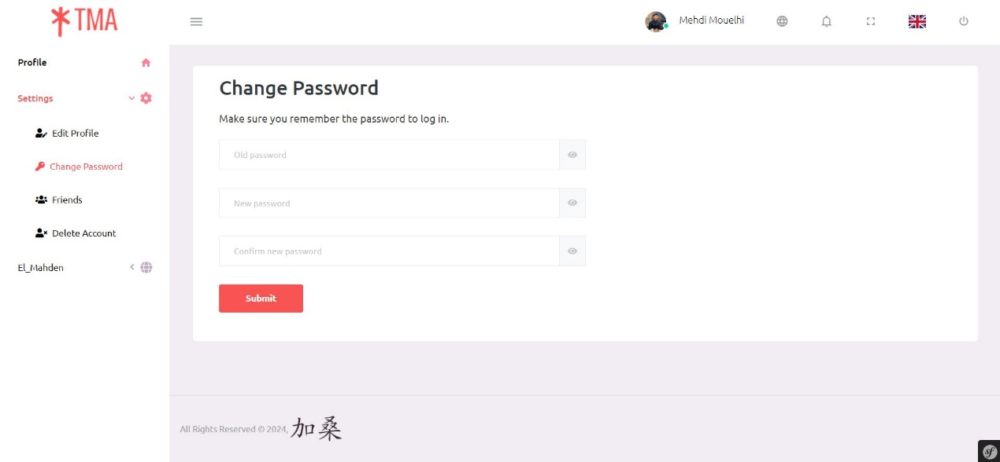 TMA
Mehdi Mouelhi
Profile
Settings
Edit Profile
Change Password
Friends
Delete Account
El_Mahden
Change Password
Make sure you remember the password to log in.
Old password
New password
Confirm new password
Submit
All Rights Reserved © 2024, 加桑
sf